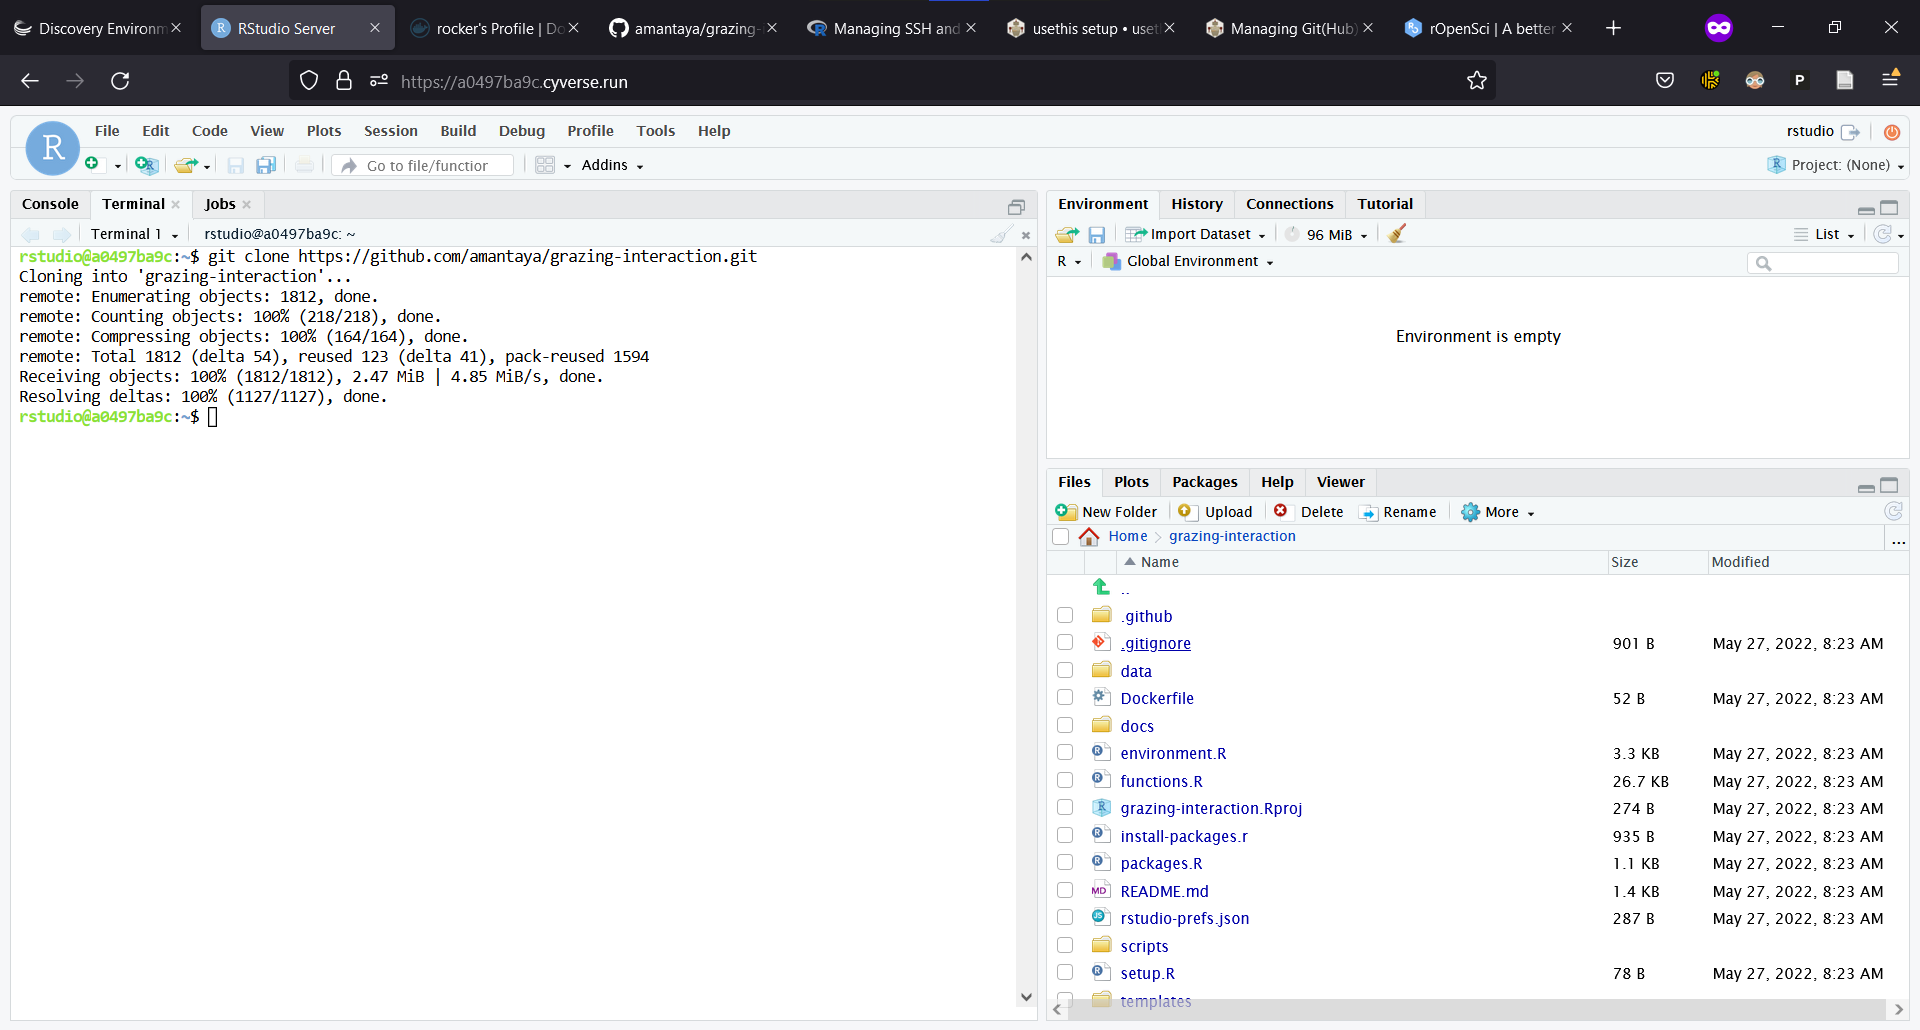 Discovery Environm
RStudio Server
rocker's Profile | Do
amantaya/grazing-
Managing SSH and
usethis setup • uset
Managing Git(Hub)
rOpenSci | A better
https://a0497ba9c.cyverse.run
P
R
File Edit Code View Plots Session Build Debug Profile Tools Help
rstudio
Go to file/functior
Addins
Project: (None)
Console Terminal Jobs
Terminal 1
rstudio@a0497ba9c: ~
rstudio@a0497ba9c:~$ git clone https://github.com/amantaya/grazing-interaction.git
Cloning into 'grazing-interaction'...
remote: Enumerating objects: 1812, done.
remote: Counting objects: 100% (218/218), done.
remote: Compressing objects: 100% (164/164), done.
remote: Total 1812 (delta 54), reused 123 (delta 41), pack-reused 1594
Receiving objects: 100% (1812/1812), 2.47 MiB | 4.85 MiB/s, done.
Resolving deltas: 100% (1127/1127), done.
rstudio@a0497ba9c:~$
Environment History Connections Tutorial
Import Dataset 96 MiB List
R Global Environment
Environment is empty
Files Plots Packages Help Viewer
New Folder Upload Delete Rename More
Home grazing-interaction ...
Name Size Modified
..
.github
.gitignore 901 B May 27, 2022, 8:23 AM
data
Dockerfile 52 B May 27, 2022, 8:23 AM
docs
environment.R 3.3 KB May 27, 2022, 8:23 AM
functions.R 26.7 KB May 27, 2022, 8:23 AM
grazing-interaction.Rproj 274 B May 27, 2022, 8:23 AM
install-packages.r 935 B May 27, 2022, 8:23 AM
packages.R 1.1 KB May 27, 2022, 8:23 AM
README.md 1.4 KB May 27, 2022, 8:23 AM
rstudio-prefs.json 287 B May 27, 2022, 8:23 AM
scripts
setup.R 78 B May 27, 2022, 8:23 AM
templates